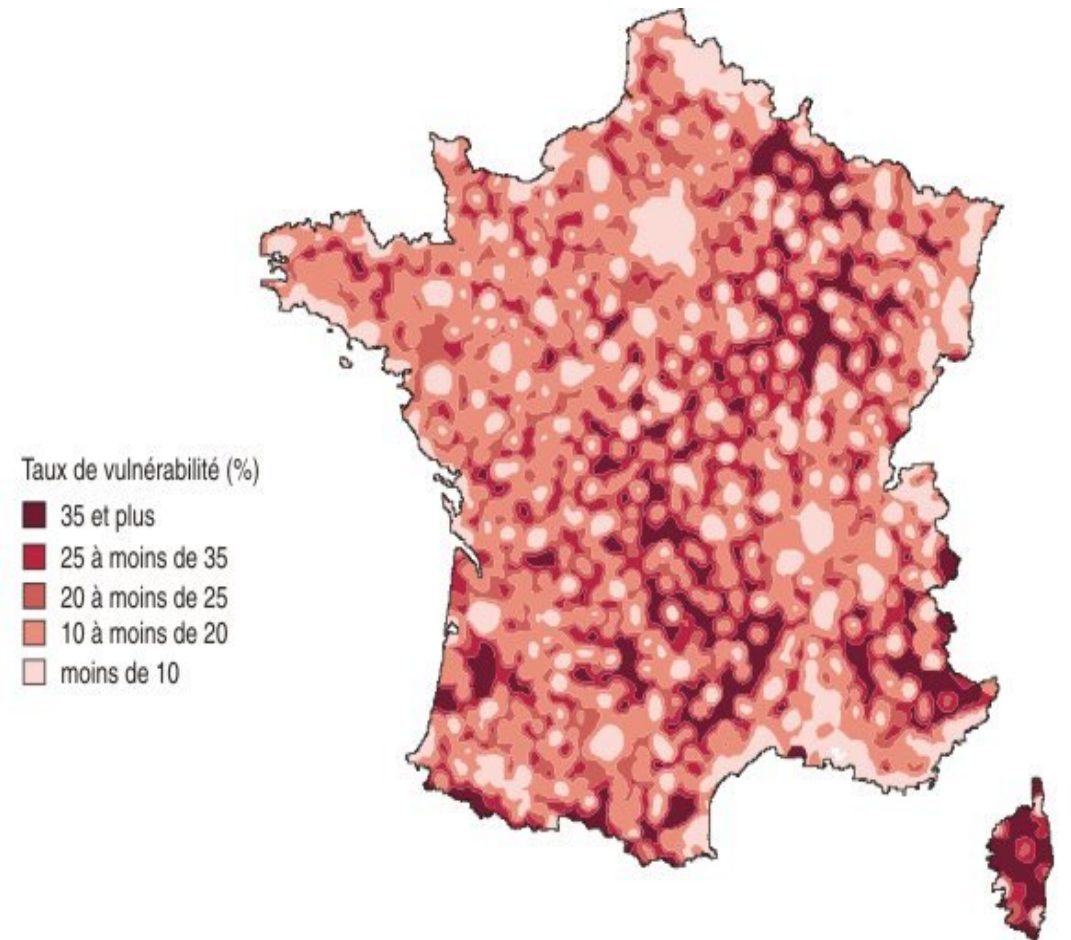 Taux de vulnérabilité (%)
35 et plus
25 à moins de 35
20 à moins de 25
10 à moins de 20
moins de 10